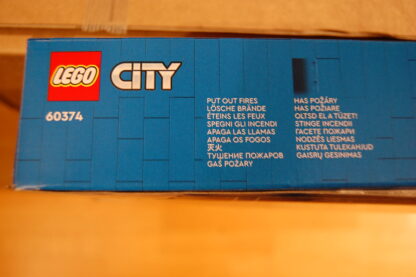 LEGO
CITY
60374
PUT OUT FIRES
LÖSCHE BRÄNDE
ÉTEINS LES FEUX
SPEGNI GLI INCENDI
APAGA LAS LLAMAS
APAGA OS FOGOS
灭火
ТУШЕНИЕ ПОЖАРОВ
GAŚ POŻARY
HAS POŽÁRY
HAS POŽIARE
OLTSD EL A TÜZET!
STINGE INCENDII
ГАСЕТЕ ПОЖАРИ
NODZĒS LIESMAS
KUSTUTA TULEKAHJUD
GAISRŲ GESINIMAS